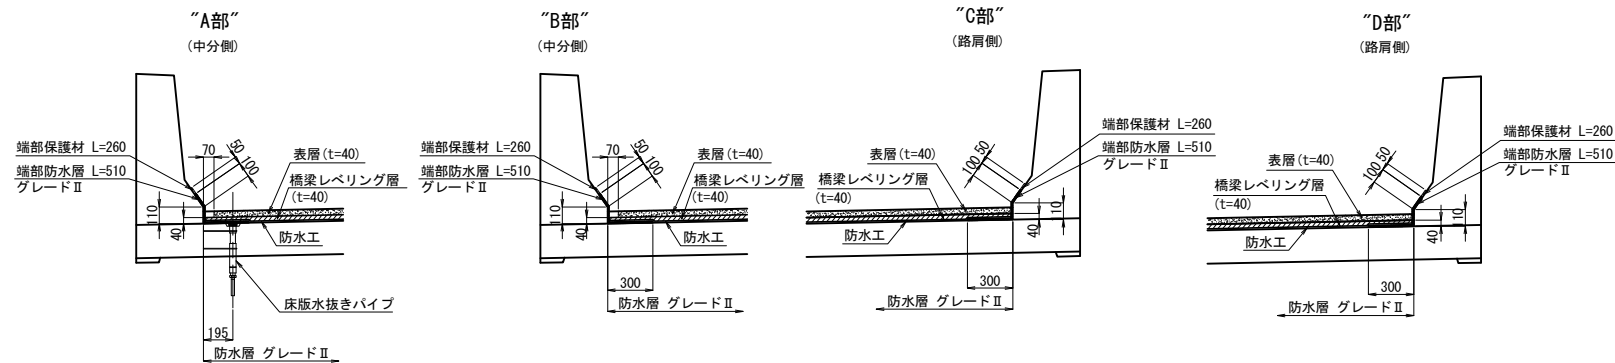 "A部"
(中分側)
端部保護材 L=260
端部防水層 L=510
グレードⅡ
70
50
100
表層(t=40)
橋梁レベリング層
(t=40)
110
40
防水工
床版水抜きパイプ
195
防水層 グレードⅡ
"B部"
(中分側)
端部保護材 L=260
端部防水層 L=510
グレードⅡ
70
50
100
表層(t=40)
橋梁レベリング層
(t=40)
110
40
防水工
300
防水層 グレードⅡ
"C部"
(路肩側)
表層(t=40)
橋梁レベリング層
(t=40)
100
50
端部保護材 L=260
端部防水層 L=510
グレードⅡ
110
40
防水工
300
防水層 グレードⅡ
"D部"
(路肩側)
表層(t=40)
橋梁レベリング層
(t=40)
100
50
端部保護材 L=260
端部防水層 L=510
グレードⅡ
110
40
防水工
300
防水層 グレードⅡ